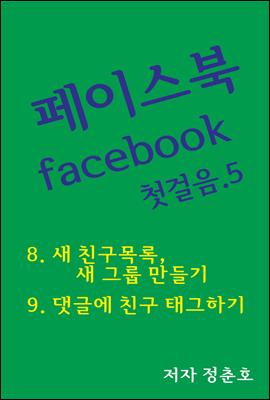 페이스북
facebook
첫걸음.5
8. 새 친구목록,
새 그룹 만들기
9. 댓글에 친구 태그하기
저자 정춘호